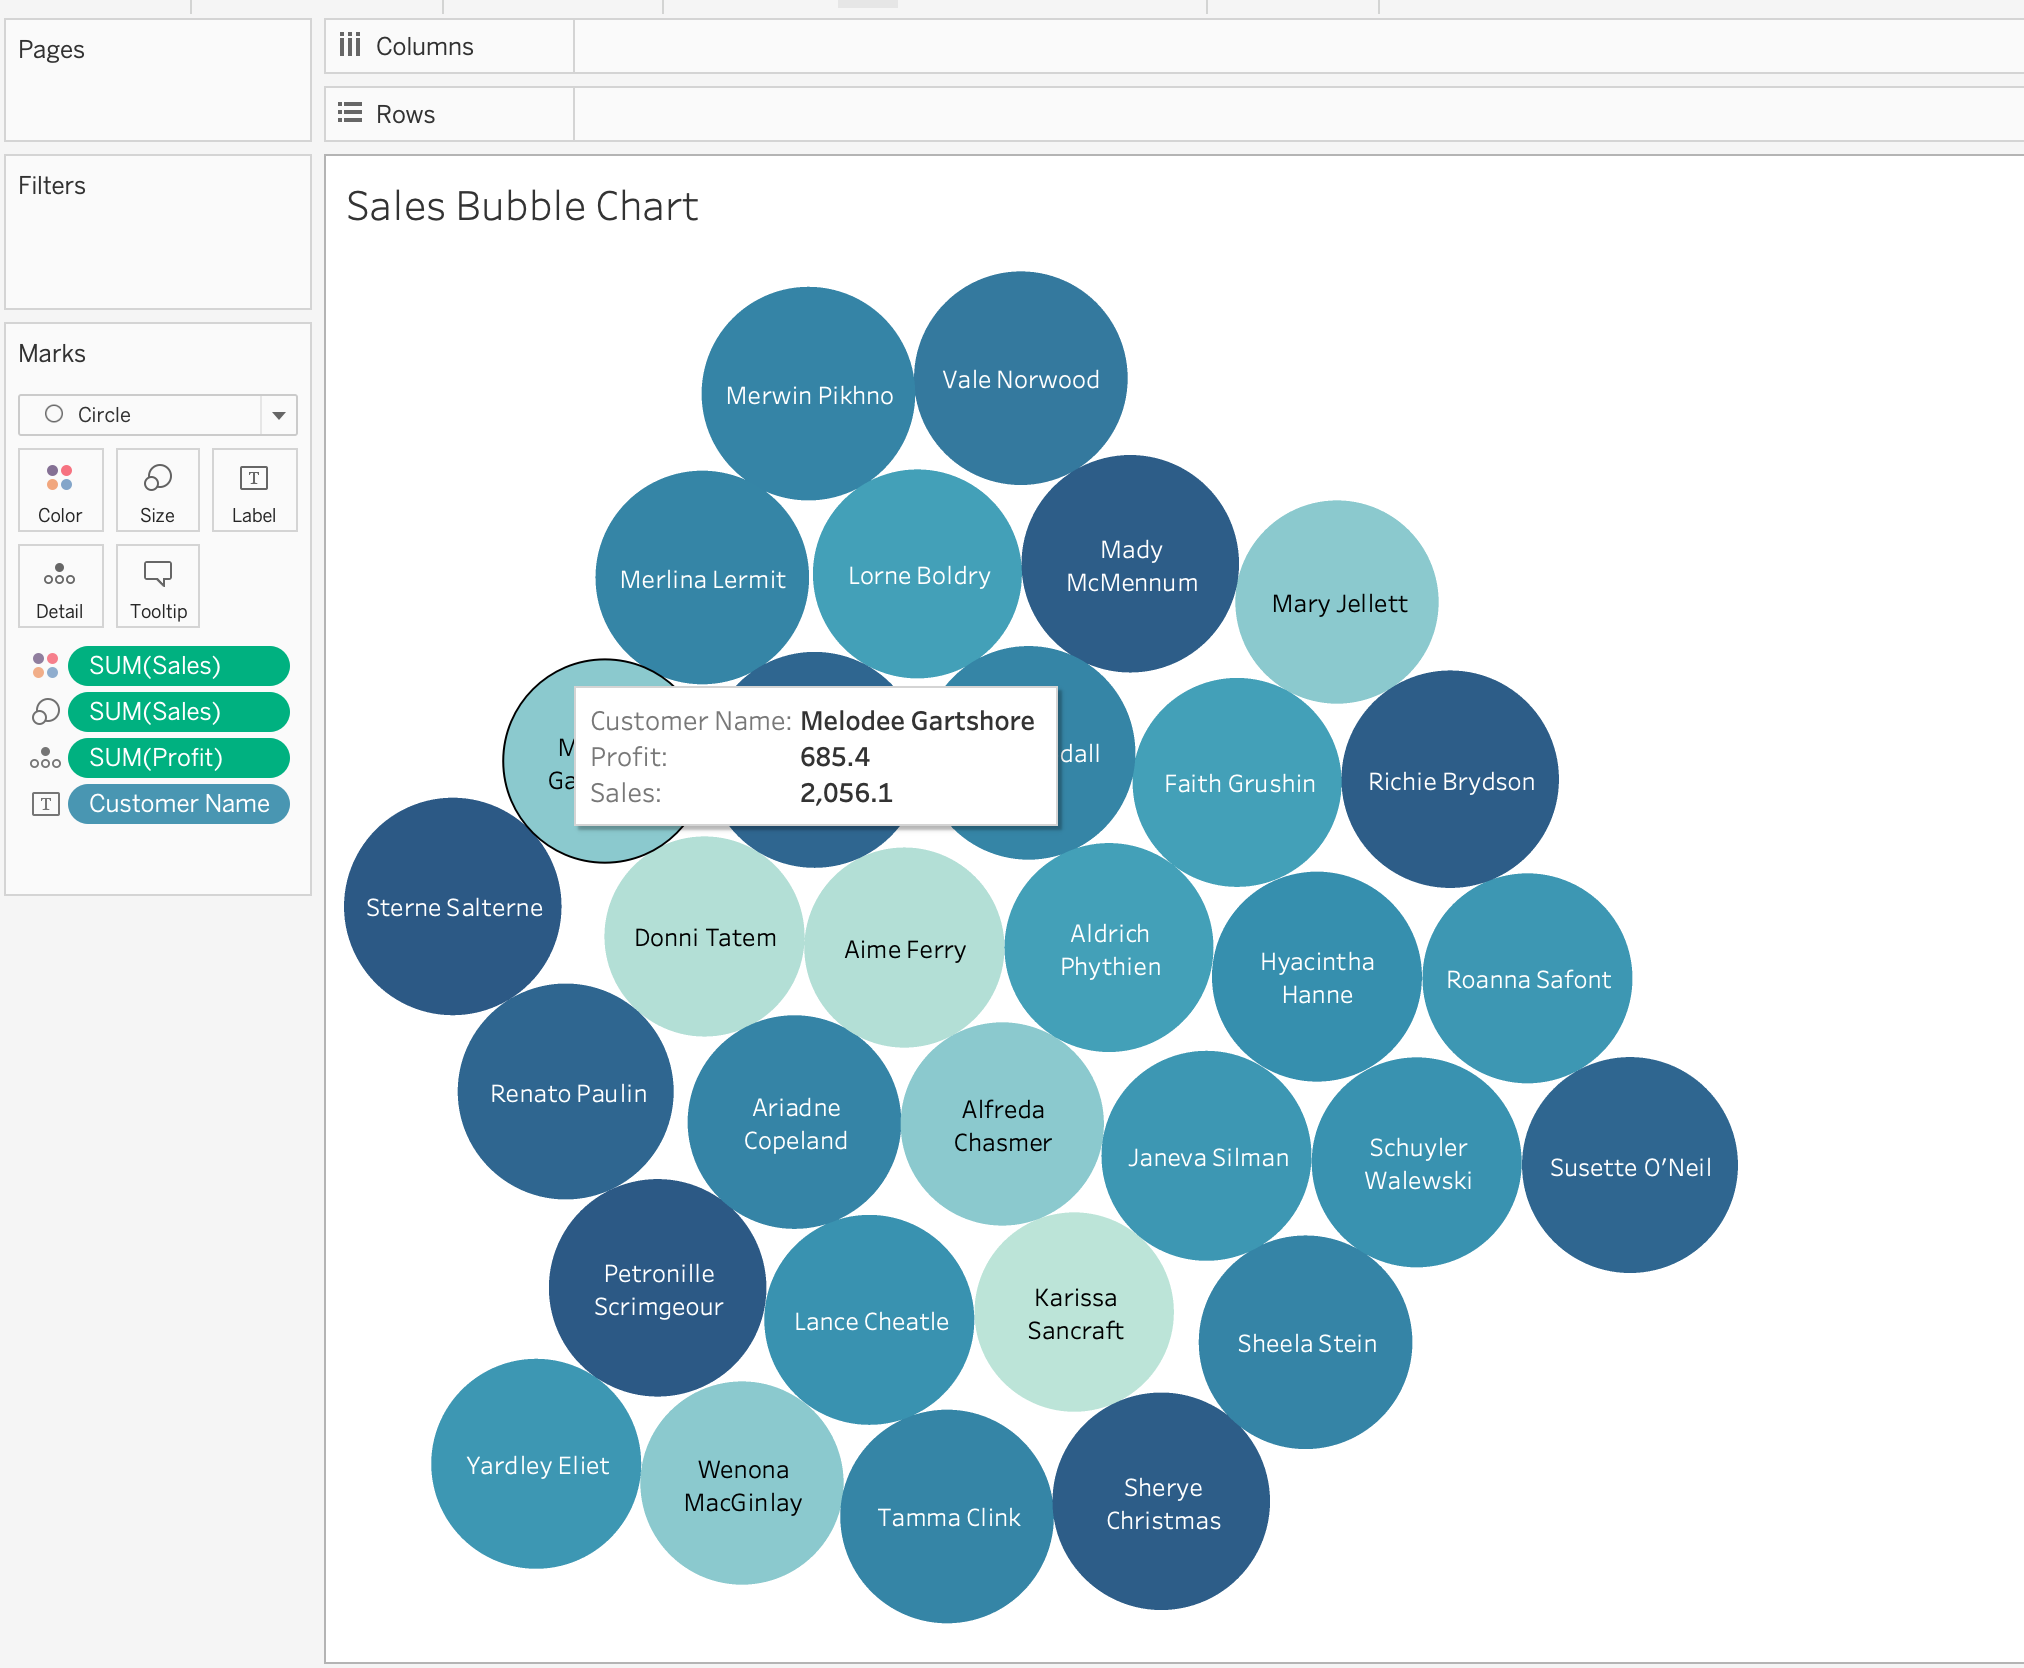 Pages
Columns
Rows
Filters
Marks
Circle
Color
Size
Label
Detail
Tooltip
SUM(Sales)
SUM(Sales)
SUM(Profit)
Customer Name
Sales Bubble Chart
Merwin Pikhno
Vale Norwood
Merlina Lermit
Lorne Boldry
Mady
McMennum
Mary Jellett
Customer Name: Melodee Gartshore
Profit: 685.4
Sales: 2,056.1
Faith Grushin
Richie Brydson
Sterne Salterne
Donni Tatem
Aime Ferry
Aldrich
Phythien
Hyacintha
Hanne
Roanna Safont
Renato Paulin
Ariadne
Copeland
Alfreda
Chasmer
Janeva Silman
Schuyler
Walewski
Susette O'Neil
Petronille
Scrimgeour
Lance Cheatle
Karissa
Sancraft
Sheela Stein
Yardley Eliet
Wenona
MacGinlay
Tamma Clink
Sherye
Christmas